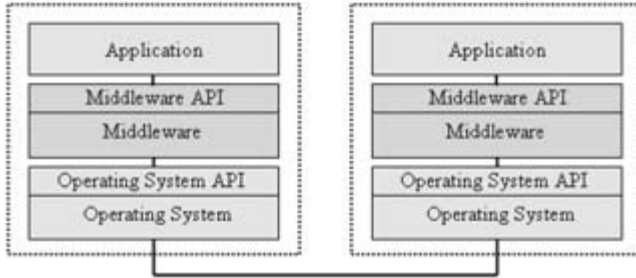 Application
Middleware API
Middleware
Operating System API
Operating System
Application
Middleware API
Middleware
Operating System API
Operating System